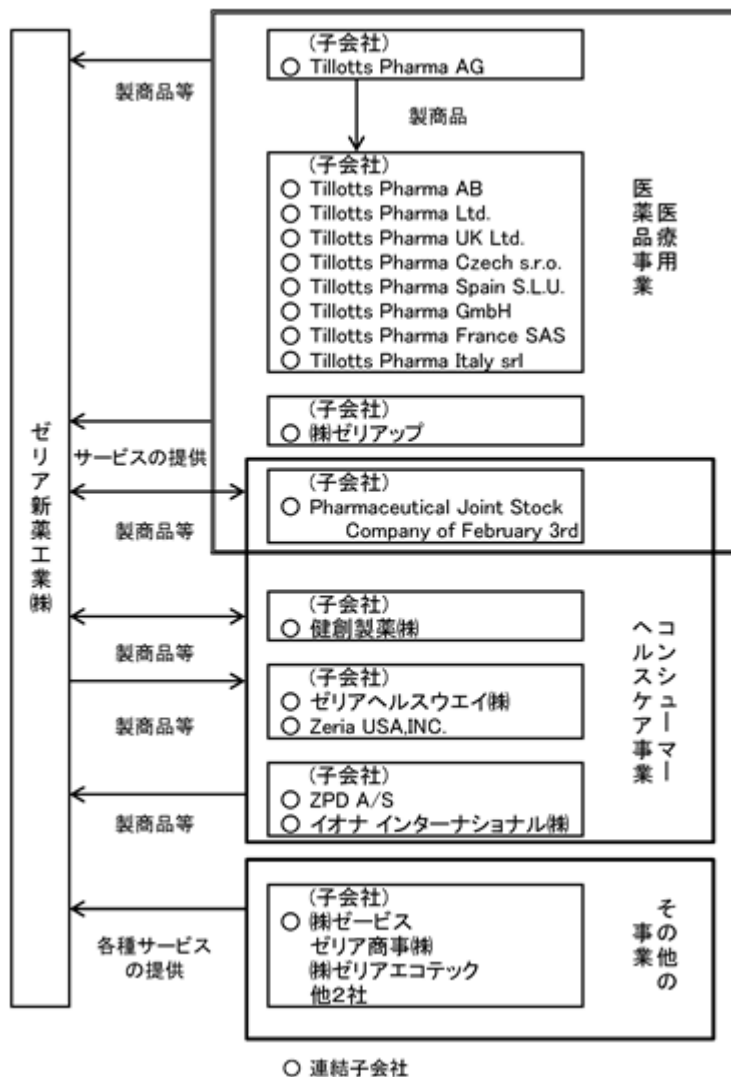 (子会社)
○ Tillotts Pharma AG
製商品等
製商品
(子会社)
○ Tillotts Pharma AB
○ Tillotts Pharma Ltd.
○ Tillotts Pharma UK Ltd.
○ Tillotts Pharma Czech s.r.o.
○ Tillotts Pharma Spain S.L.U.
○ Tillotts Pharma GmbH
○ Tillotts Pharma France SAS
○ Tillotts Pharma Italy srl
医療用
医薬品事業
(子会社)
○ ㈱ゼリアップ
サービスの提供
ゼリア新薬工業㈱
(子会社)
○ Pharmaceutical Joint Stock
Company of February 3rd
製商品等
(子会社)
○ 健創製薬㈱
製商品等
(子会社)
○ ゼリアヘルスウエイ㈱
○ Zeria USA,INC.
製商品等
コンシューマー
ヘルスケア事業
(子会社)
○ ZPD A/S
○ イオナ インターナショナル㈱
製商品等
(子会社)
○ ㈱ゼービス
ゼリア商事㈱
㈱ゼリアエコテック
他2社
各種サービス
の提供
その他の
事業
○ 連結子会社